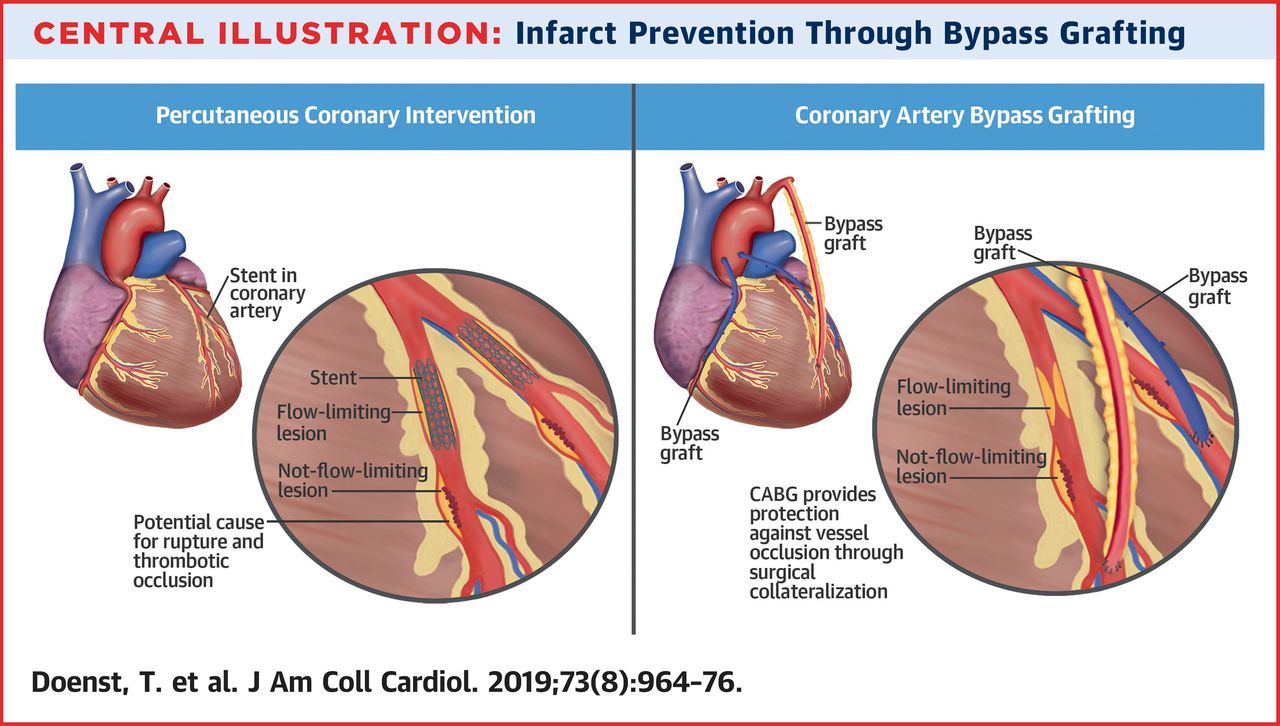 CENTRAL ILLUSTRATION: Infarct Prevention Through Bypass Grafting
Percutaneous Coronary Intervention
Stent in
coronary
artery
Stent
Flow-limiting
lesion
Not-flow-limiting
lesion
Potential cause
for rupture and
thrombotic
occlusion
Coronary Artery Bypass Grafting
Bypass
graft
Bypass
graft
Bypass
graft
Bypass
graft
Flow-limiting
lesion
Not-flow-limiting
lesion
CABG provides
protection
against vessel
occlusion through
surgical
collateralization
Doenst, T. et al. J Am Coll Cardiol. 2019;73(8):964–76.